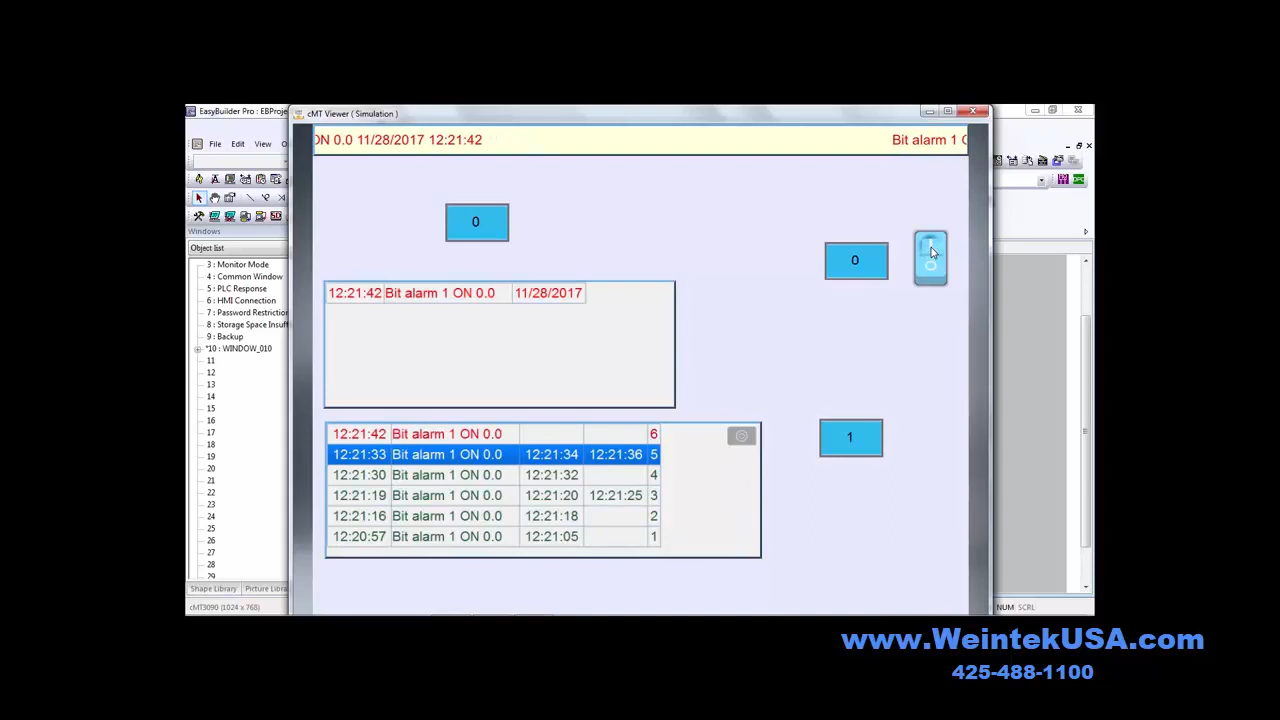 EasyBuilder Pro : EBProje
cMT Viewer ( Simulation )
File Edit View
ON 0.0 11/28/2017 12:21:42
Bit alarm 1 O
Windows
Object list
3 : Monitor Mode
4 : Common Window
5 : PLC Response
6 : HMI Connection
7 : Password Restriction
8 : Storage Space Insuff
9 : Backup
*10 : WINDOW_010
11
12
13
14
15
16
17
18
19
20
21
22
23
24
25
26
27
28
29
Shape Library Picture Libra
cMT3090 (1024 x 768)
0
0
12:21:42 Bit alarm 1 ON 0.0 11/28/2017
12:21:42 Bit alarm 1 ON 0.0 6
12:21:33 Bit alarm 1 ON 0.0 12:21:34 12:21:36 5
12:21:30 Bit alarm 1 ON 0.0 12:21:32 4
12:21:19 Bit alarm 1 ON 0.0 12:21:20 12:21:25 3
12:21:16 Bit alarm 1 ON 0.0 12:21:18 2
12:20:57 Bit alarm 1 ON 0.0 12:21:05 1
1
NUM SCRL
www.WeintekUSA.com
425-488-1100